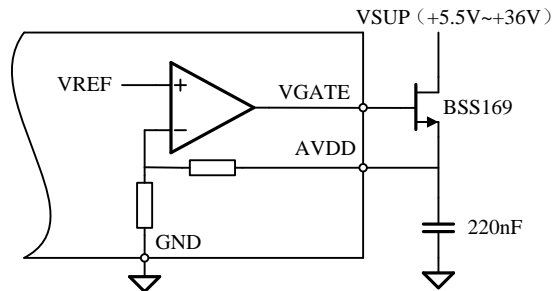 VSUP（+5.5V~+36V）
VREF
VGATE
BSS169
AVDD
GND
220nF